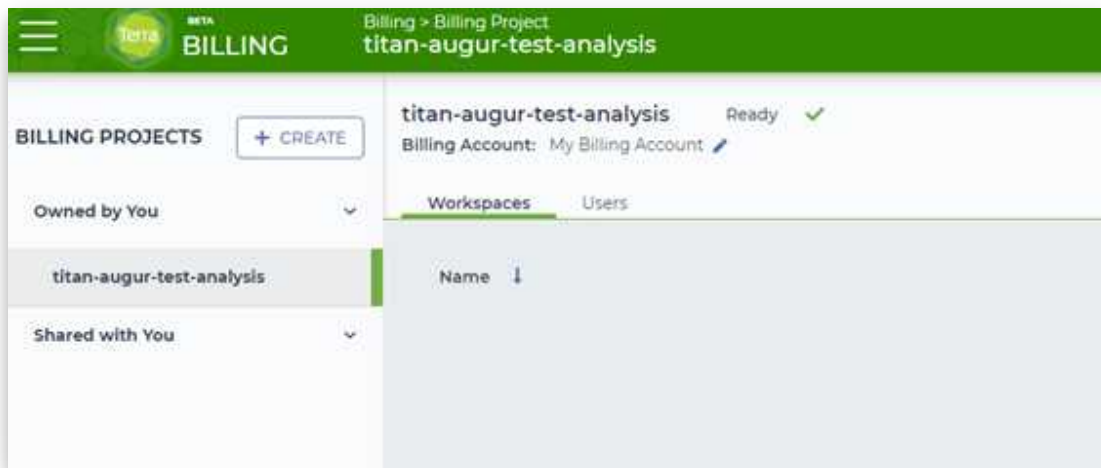 Terra
BETA
BILLING
Billing > Billing Project
titan-augur-test-analysis
BILLING PROJECTS
+ CREATE
Owned by You
titan-augur-test-analysis
Shared with You
titan-augur-test-analysis Ready
Billing Account: My Billing Account
Workspaces Users
Name